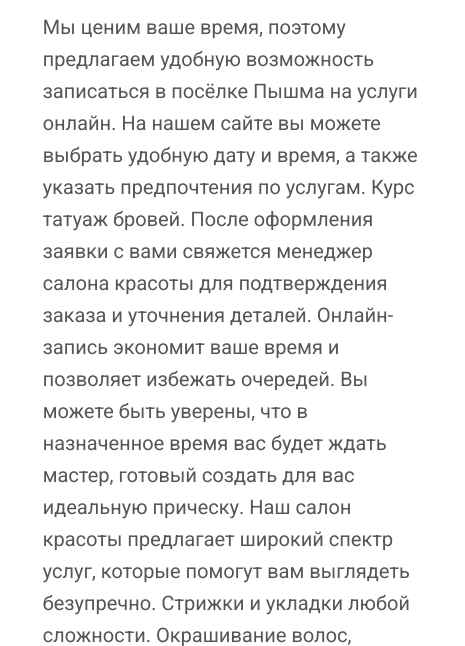 Мы ценим ваше время, поэтому
предлагаем удобную возможность
записаться в посёлке Пышма на услуги
онлайн. На нашем сайте вы можете
выбрать удобную дату и время, а также
указать предпочтения по услугам. Курс
татуаж бровей. После оформления
заявки с вами свяжется менеджер
салона красоты для подтверждения
заказа и уточнения деталей. Онлайн-
запись экономит ваше время и
позволяет избежать очередей. Вы
можете быть уверены, что в
назначенное время вас будет ждать
мастер, готовый создать для вас
идеальную прическу. Наш салон
красоты предлагает широкий спектр
услуг, которые помогут вам выглядеть
безупречно. Стрижки и укладки любой
сложности. Окрашивание волос,